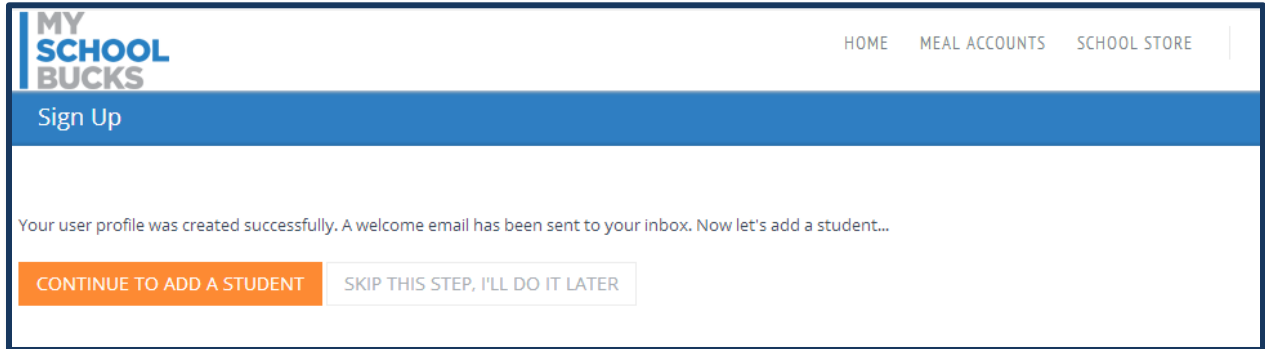 MY
SCHOOL
BUCKS
HOME MEAL ACCOUNTS SCHOOL STORE
Sign Up
Your user profile was created successfully. A welcome email has been sent to your inbox. Now let's add a student...
CONTINUE TO ADD A STUDENT SKIP THIS STEP, I'LL DO IT LATER